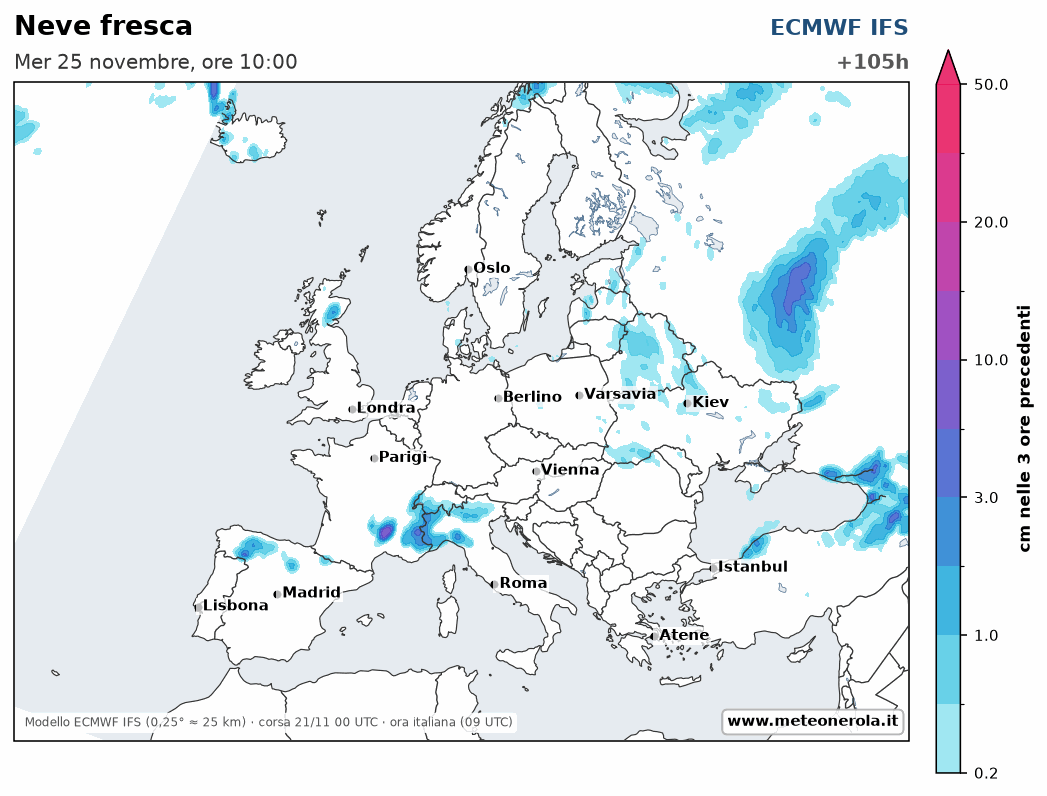 Neve fresca
ECMWF IFS
Mer 25 novembre, ore 10:00
+105h
50.0
20.0
10.0
3.0
1.0
0.2
cm nelle 3 ore precedenti
Oslo
Londra
Berlino
Varsavia
Kiev
Parigi
Vienna
Istanbul
Roma
Madrid
Lisbona
Atene
Modello ECMWF IFS (0,25° ≈ 25 km) · corsa 21/11 00 UTC · ora italiana (09 UTC)
www.meteonerola.it